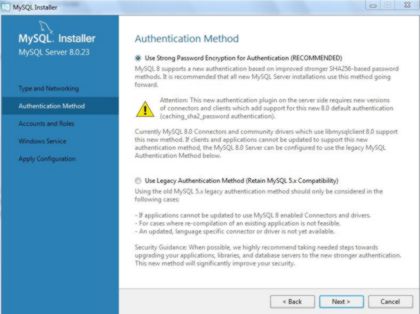 MySQL Installer
MySQL. Installer
MySQL Server 8.0.23
Type and Networking
Authentication Method
Accounts and Roles
Windows Service
Apply Configuration
Authentication Method
Use Strong Password Encryption for Authentication (RECOMMENDED)
MySQL 8 supports a new authentication based on improved stronger SHA256-based password
methods. It is recommended that all new MySQL Server installations use this method going
forward.
Attention: This new authentication plugin on the server side requires new versions
of connectors and clients which add support for this new 8.0 default authentication
(caching_sha2_password authentication).
Currently MySQL 8.0 Connectors and community drivers which use libmysqlclient 8.0 support
this new method. If clients and applications cannot be updated to support this new
authentication method, the MySQL 8.0 Server can be configured to use the legacy MySQL
Authentication Method below.
Use Legacy Authentication Method (Retain MySQL 5.x Compatibility)
Using the old MySQL 5.x legacy authentication method should only be considered in the
following cases:
- If applications cannot be updated to use MySQL 8 enabled Connectors and drivers.
- For cases where re-compilation of an existing application is not feasible.
- An updated, language specific connector or driver is not yet available.
Security Guidance: When possible, we highly recommend taking needed steps towards
upgrading your applications, libraries, and database servers to the new stronger authentication.
This new method will significantly improve your security.
< Back
Next >
Cancel